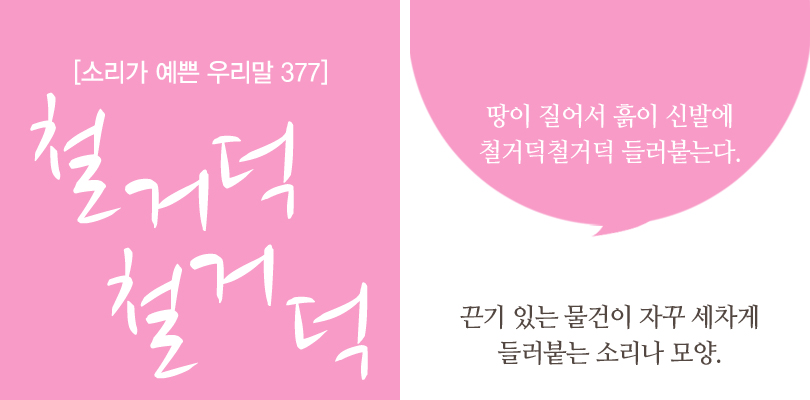 [소리가 예쁜 우리말 377]
철거덕
철거덕
땅이 질어서 흙이 신발에
철거덕철거덕 들러붙는다.
끈기 있는 물건이 자꾸 세차게
들러붙는 소리나 모양.